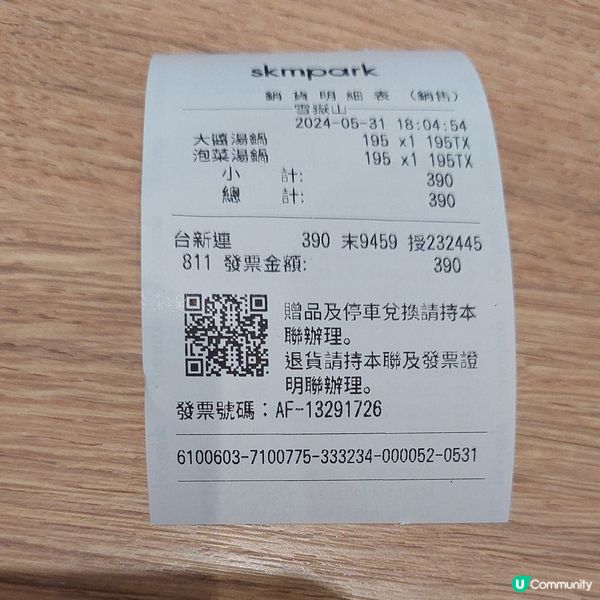 skmpark
銷貨明細表 (銷售)
雪嶽山
2024-05-31 18:04:54
大醬湯鍋 195 x1 195TX
泡菜湯鍋 195 x1 195TX
小 計: 390
總 計: 390
台新連 390 末9459 授232445
811 發票金額: 390
贈品及停車兌換請持本
聯辦理。
退貨請持本聯及發票證
明聯辦理。
發票號碼：AF-13291726
6100603-7100775-333234-000052-0531
U Community